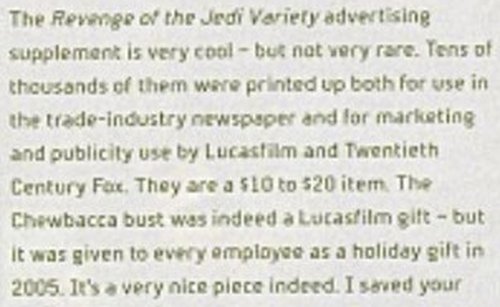 The Revenge of the Jedi Variety advertising
supplement is very cool – but not very rare. Tens of
thousands of them were printed up both for use in
the trade-industry newspaper and for marketing
and publicity use by Lucasfilm and Twentieth
Century Fox. They are a $10 to $20 item. The
Chewbacca bust was indeed a Lucasfilm gift – but
it was given to every employee as a holiday gift in
2005. It's a very nice piece indeed. I saved your